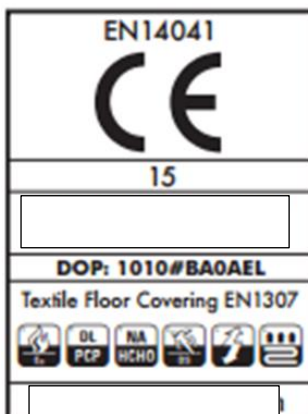 EN14041
CE
15
DOP: 1010#BA0AEL
Textile Floor Covering EN1307
DL
PCP
NA
HCHO